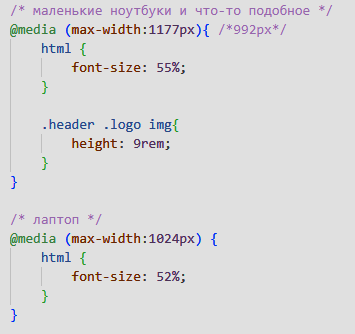 /* маленькие ноутбуки и что-то подобное */
@media (max-width:1177px){ /*992px*/
html {
font-size: 55%;
}
.header .logo img{
height: 9rem;
}
}
/* лаптоп */
@media (max-width:1024px) {
html {
font-size: 52%;
}
}